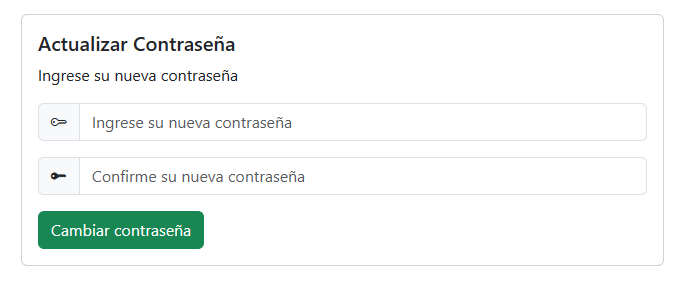 Actualizar Contraseña
Ingrese su nueva contraseña
Ingrese su nueva contraseña
Confirme su nueva contraseña
Cambiar contraseña